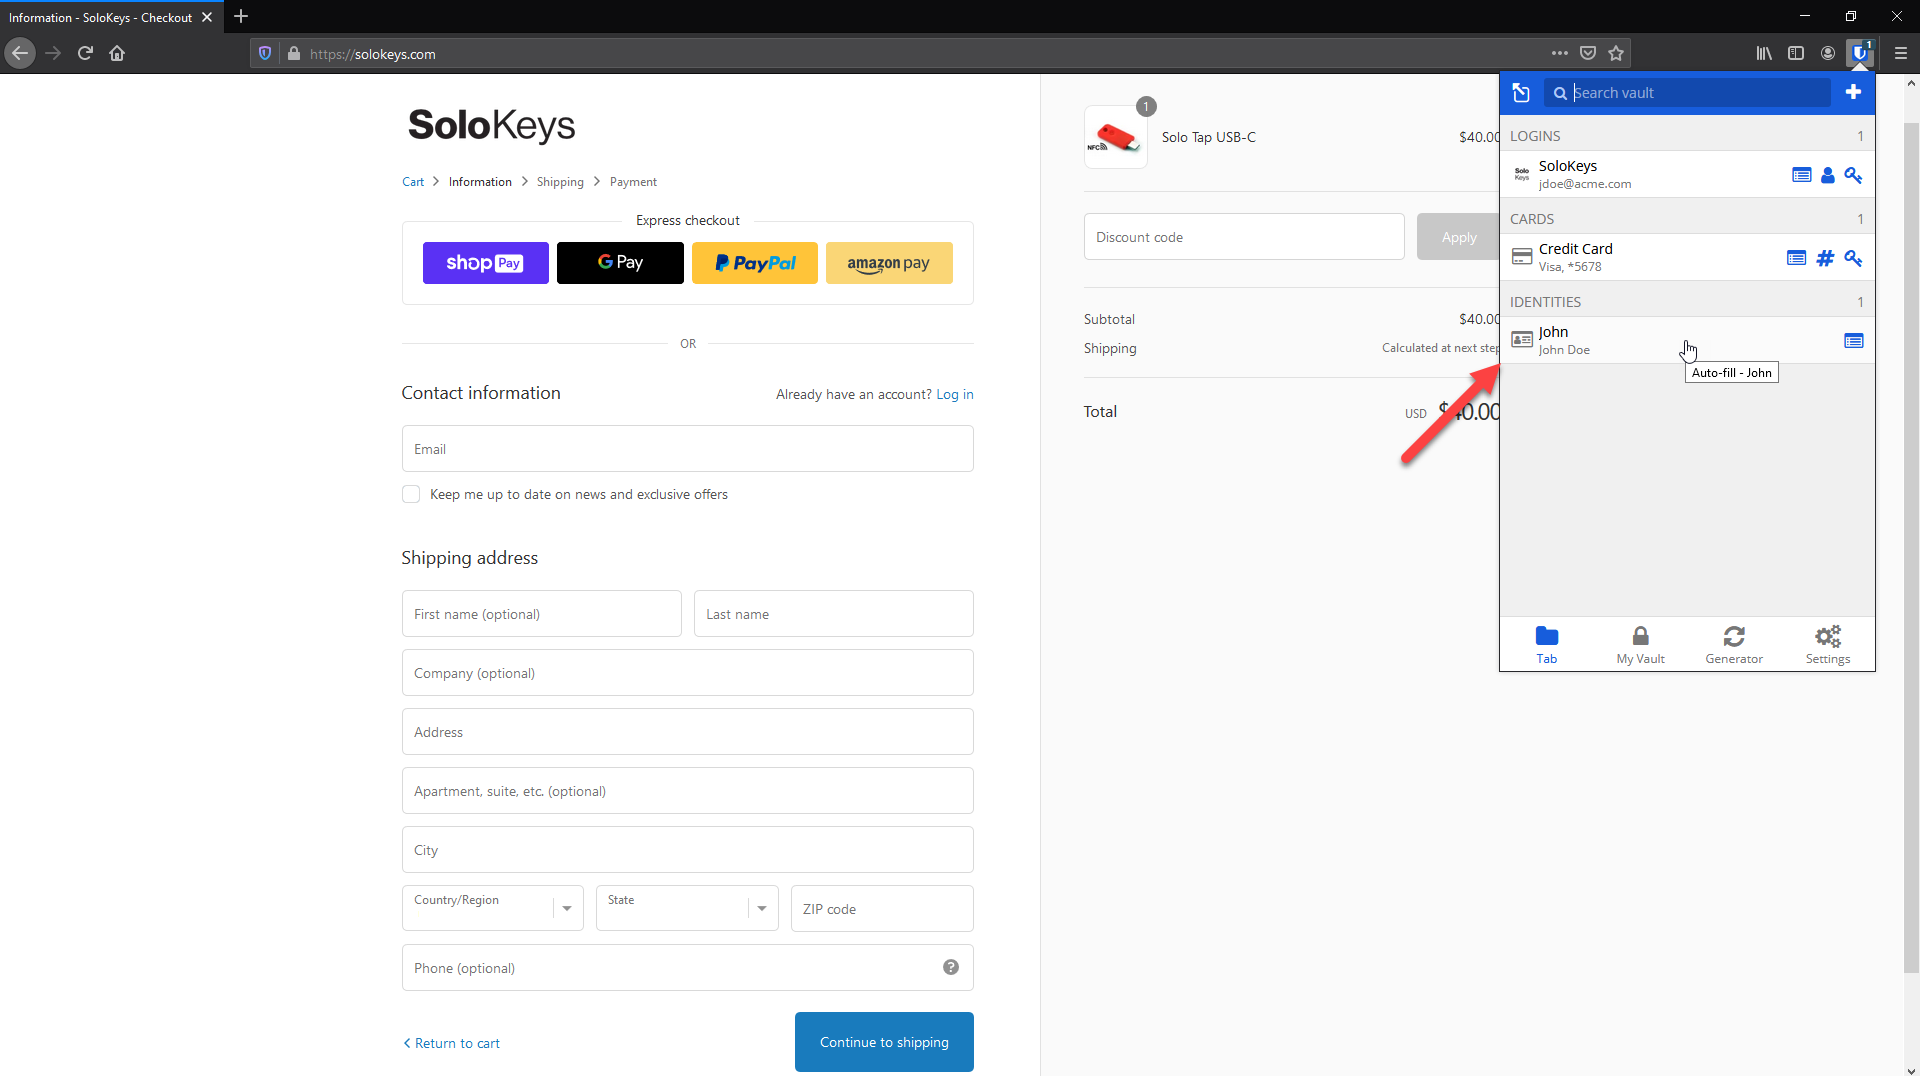 Information - SoloKeys - Checkout
https://solokeys.com
1
SoloKeys
Cart > Information > Shipping > Payment
Express checkout
shop Pay
G Pay
PayPal
amazon pay
OR
Contact information
Already have an account? Log in
Email
Keep me up to date on news and exclusive offers
Shipping address
First name (optional)
Last name
Company (optional)
Address
Apartment, suite, etc. (optional)
City
Country/Region
State
ZIP code
Phone (optional)
?
< Return to cart
Continue to shipping
1
NFC
Solo Tap USB-C
$40.00
Discount code
Apply
Subtotal
$40.00
Shipping
Calculated at next step
Total
USD $40.00
Search vault
LOGINS
1
Solo
Keys
SoloKeys
jdoe@acme.com
CARDS
1
Credit Card
Visa, *5678
IDENTITIES
1
John
John Doe
Auto-fill - John
Tab
My Vault
Generator
Settings